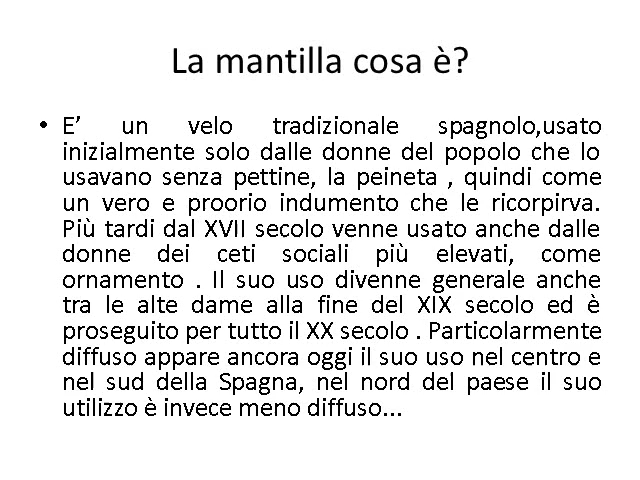 La mantilla cosa è?
• E’ un velo tradizionale spagnolo,usato
inizialmente solo dalle donne del popolo che lo
usavano senza pettine, la peineta , quindi come
un vero e proorio indumento che le ricorpirva.
Più tardi dal XVII secolo venne usato anche dalle
donne dei ceti sociali più elevati, come
ornamento . Il suo uso divenne generale anche
tra le alte dame alla fine del XIX secolo ed è
proseguito per tutto il XX secolo . Particolarmente
diffuso appare ancora oggi il suo uso nel centro e
nel sud della Spagna, nel nord del paese il suo
utilizzo è invece meno diffuso...